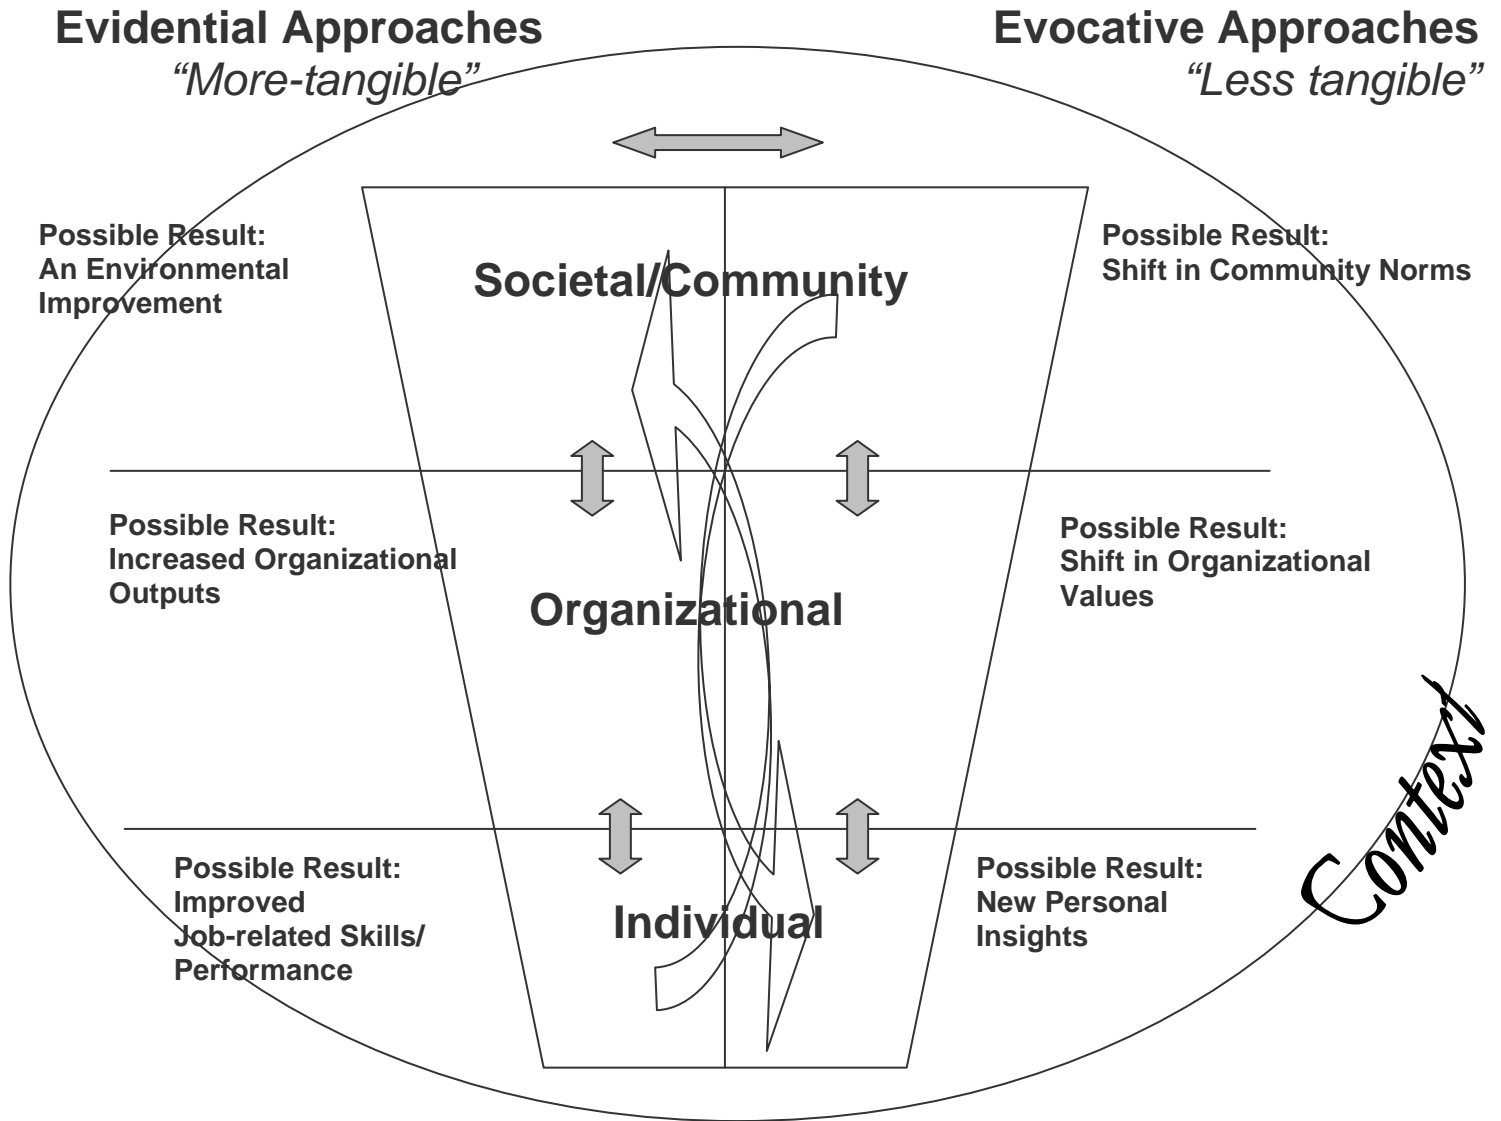 Evidential Approaches
“More-tangible”
Evocative Approaches
“Less tangible”
Possible Result:
An Environmental
Improvement
Societal/Community
Possible Result:
Shift in Community Norms
Possible Result:
Increased Organizational
Outputs
Organizational
Possible Result:
Shift in Organizational
Values
Possible Result:
Improved
Job-related Skills/
Performance
Individual
Possible Result:
New Personal
Insights
Context